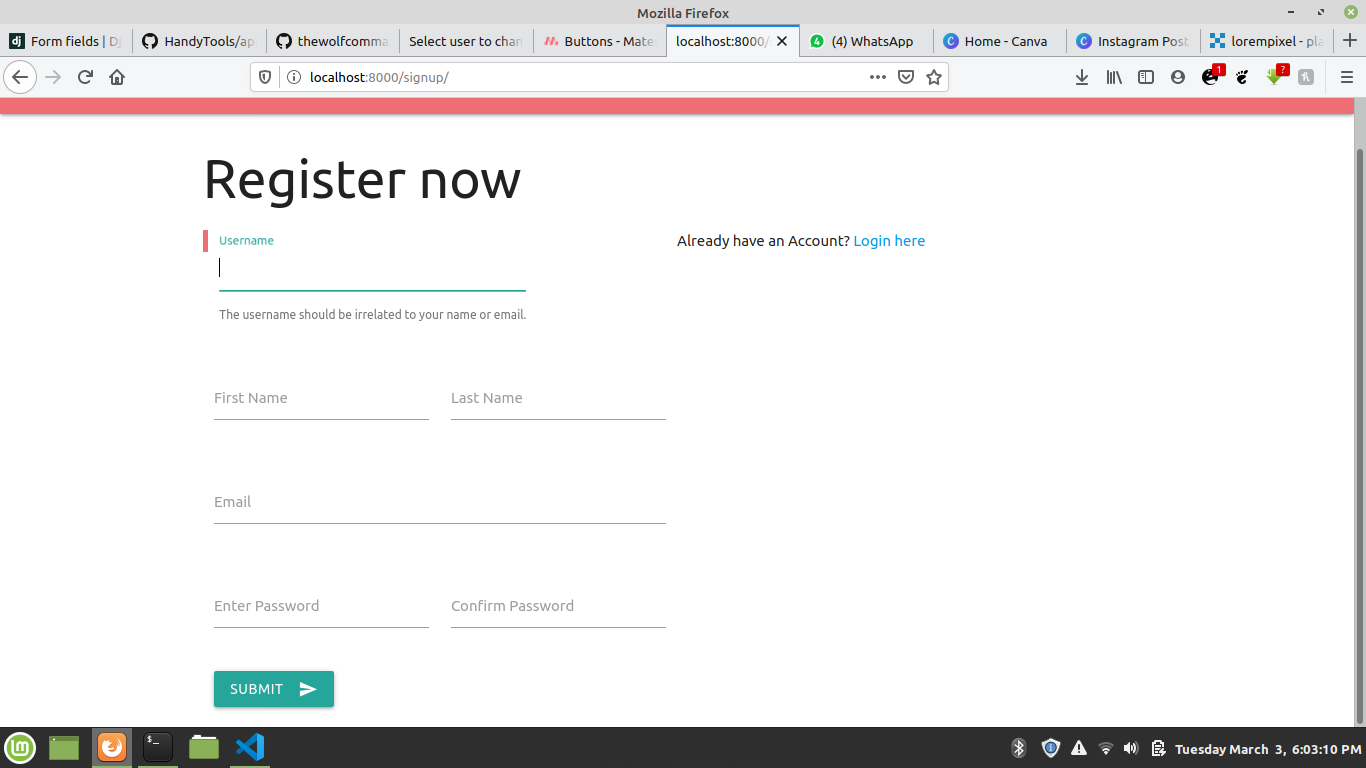 Mozilla Firefox
dj Form fields | Dj
HandyTools/ap
thewolfcomma
Select user to chan
Buttons - Mate
localhost:8000/
(4) WhatsApp
C Home - Canva
C Instagram Post
lorempixel - pla
localhost:8000/signup/
1
?
Register now
Username
Already have an Account? Login here
The username should be irrelated to your name or email.
First Name Last Name
Email
Enter Password Confirm Password
SUBMIT
$_
Tuesday March 3, 6:03:10 PM